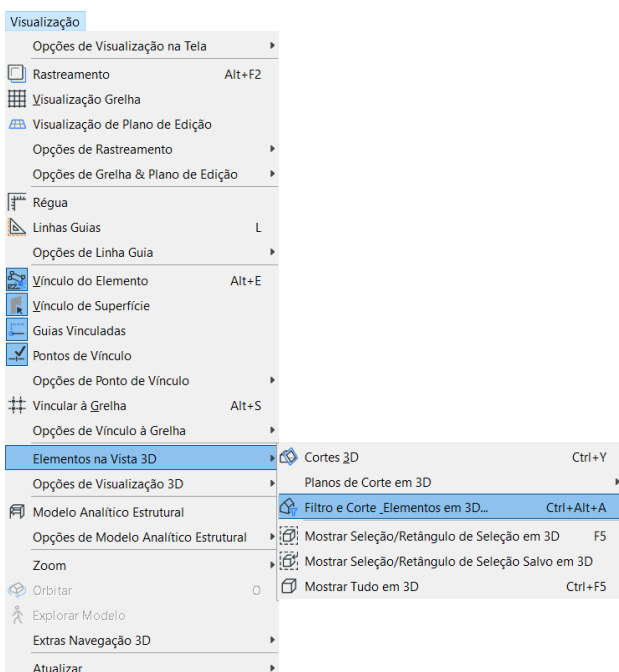 Visualização
Opções de Visualização na Tela
Rastreamento Alt+F2
Visualização Grelha
Visualização de Plano de Edição
Opções de Rastreamento
Opções de Grelha & Plano de Edição
Régua
Linhas Guias L
Opções de Linha Guia
Vínculo do Elemento Alt+E
Vínculo de Superfície
Guias Vinculadas
Pontos de Vínculo
Opções de Ponto de Vínculo
Vincular à Grelha Alt+S
Opções de Vínculo à Grelha
Elementos na Vista 3D
Opções de Visualização 3D
Modelo Analítico Estrutural
Opções de Modelo Analítico Estrutural
Zoom
Orbitar O
Explorar Modelo
Extras Navegação 3D
Atualizar
Cortes 3D Ctrl+Y
Planos de Corte em 3D
Filtro e Corte _Elementos em 3D... Ctrl+Alt+A
Mostrar Seleção/Retângulo de Seleção em 3D F5
Mostrar Seleção/Retângulo de Seleção Salvo em 3D
Mostrar Tudo em 3D Ctrl+F5